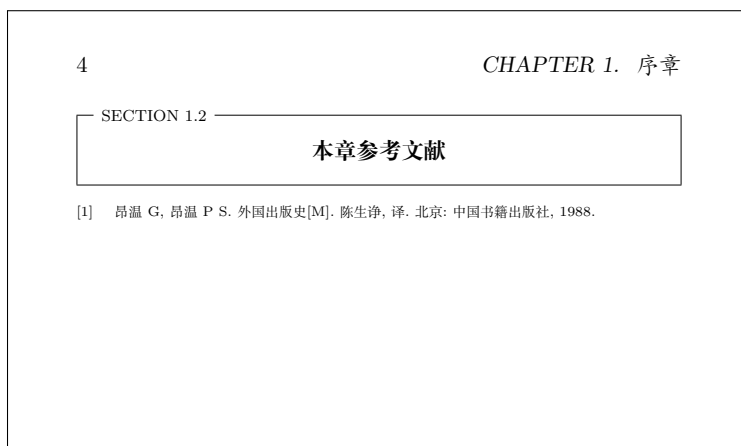 4 CHAPTER 1. 序章
SECTION 1.2
本章参考文献
[1] 昂温 G, 昂温 P S. 外国出版史[M]. 陈生诤, 译. 北京: 中国书籍出版社, 1988.